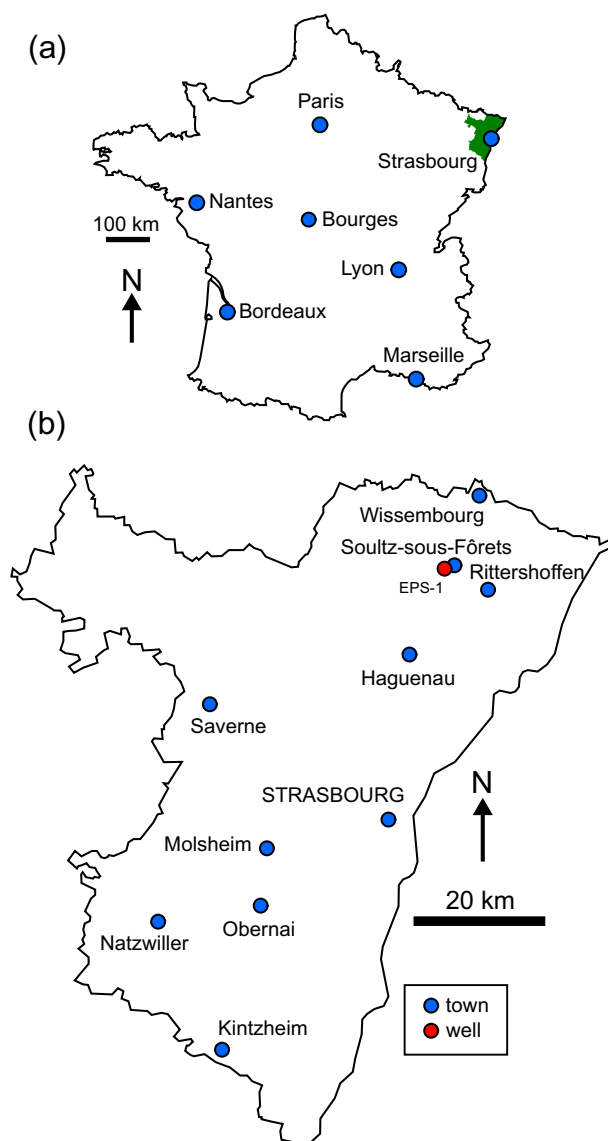 (a)
Paris
Strasbourg
Nantes
100 km
Bourges
N
Lyon
Bordeaux
Marseille
(b)
Wissembourg
Soultz-sous-Fôrets
EPS-1
Rittershoffen
Haguenau
Saverne
STRASBOURG
N
Molsheim
20 km
Obernai
Natzwiller
town
well
Kintzheim